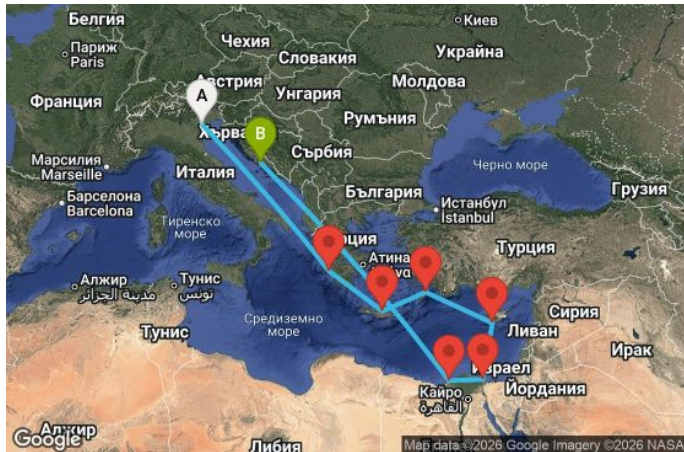 Белгия
Киев
Париж
Paris
Чехия
Словакия
Украйна
A
Австрия
Унгария
Молдова
Франция
B
Хърва
Румъния
Сърбия
Марсилия
Marseille
Италия
Черно море
Грузия
България
Барселона
Barcelona
Истанбул
İstanbul
Тиренско
море
Турция
Атина
Алжир
مدينة الجزائر
Тунис
تونس
Средиземно
море
Сирия
Ливан
Тунис
Ирак
Израел
Йордания
Кайро
القاهرة
Алжир
Либия
Google
Map data ©2026 Google Imagery ©2026 NASA